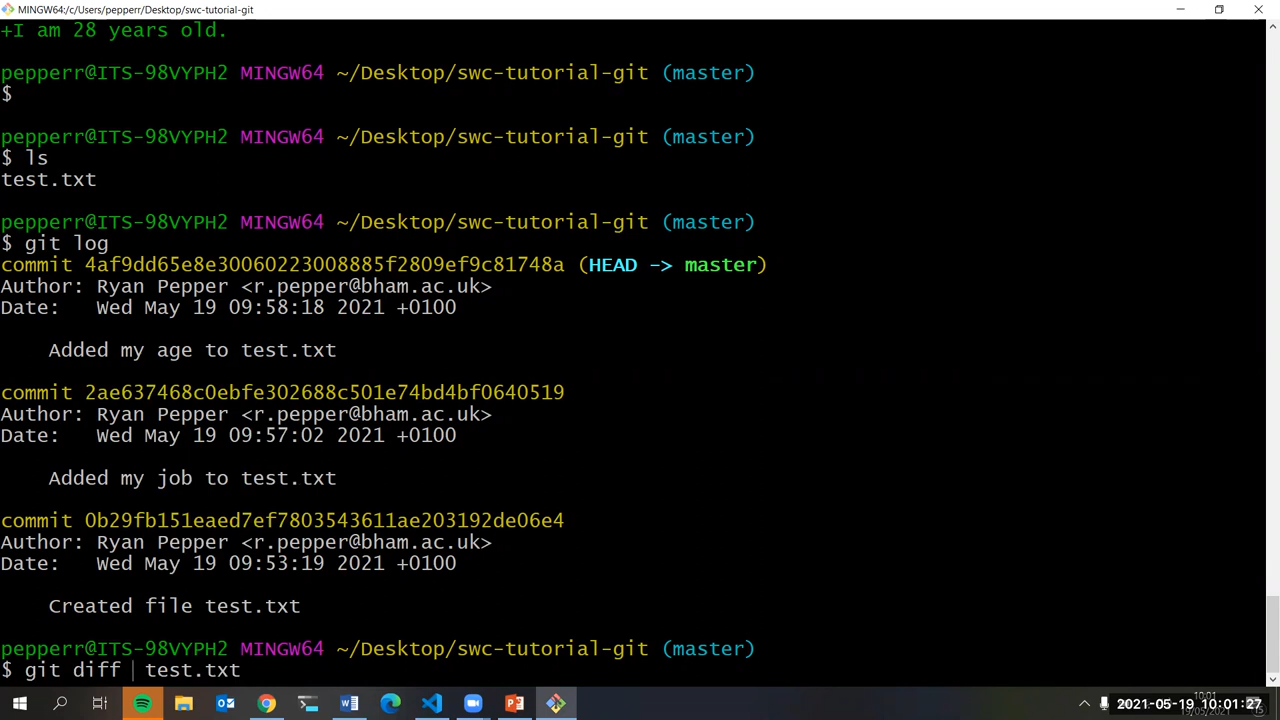 MINGW64:/c/Users/pepperr/Desktop/swc-tutorial-git
+I am 28 years old.
pepperr@ITS-98VYPH2 MINGW64 ~/Desktop/swc-tutorial-git (master)
$
pepperr@ITS-98VYPH2 MINGW64 ~/Desktop/swc-tutorial-git (master)
$ ls
test.txt
pepperr@ITS-98VYPH2 MINGW64 ~/Desktop/swc-tutorial-git (master)
$ git log
commit 4af9dd65e8e30060223008885f2809ef9c81748a (HEAD -> master)
Author: Ryan Pepper <r.pepper@bham.ac.uk>
Date:   Wed May 19 09:58:18 2021 +0100
Added my age to test.txt
commit 2ae637468c0ebfe302688c501e74bd4bf0640519
Author: Ryan Pepper <r.pepper@bham.ac.uk>
Date:   Wed May 19 09:57:02 2021 +0100
Added my job to test.txt
commit 0b29fb151eaed7ef7803543611ae203192de06e4
Author: Ryan Pepper <r.pepper@bham.ac.uk>
Date:   Wed May 19 09:53:19 2021 +0100
Created file test.txt
pepperr@ITS-98VYPH2 MINGW64 ~/Desktop/swc-tutorial-git (master)
$ git diff  test.txt
10:01
2021-05-19 10:01:27
19/05/2021